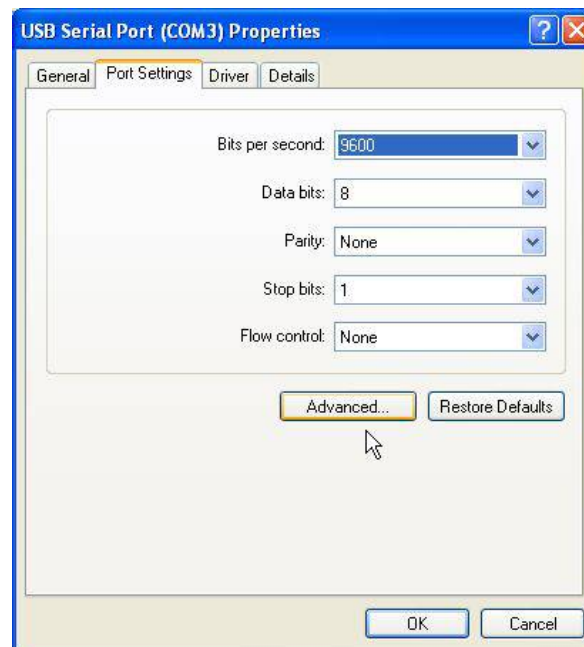 USB Serial Port (COM3) Properties
General Port Settings Driver Details
Bits per second: 9600
Data bits: 8
Parity: None
Stop bits: 1
Flow control: None
Advanced... Restore Defaults
OK Cancel